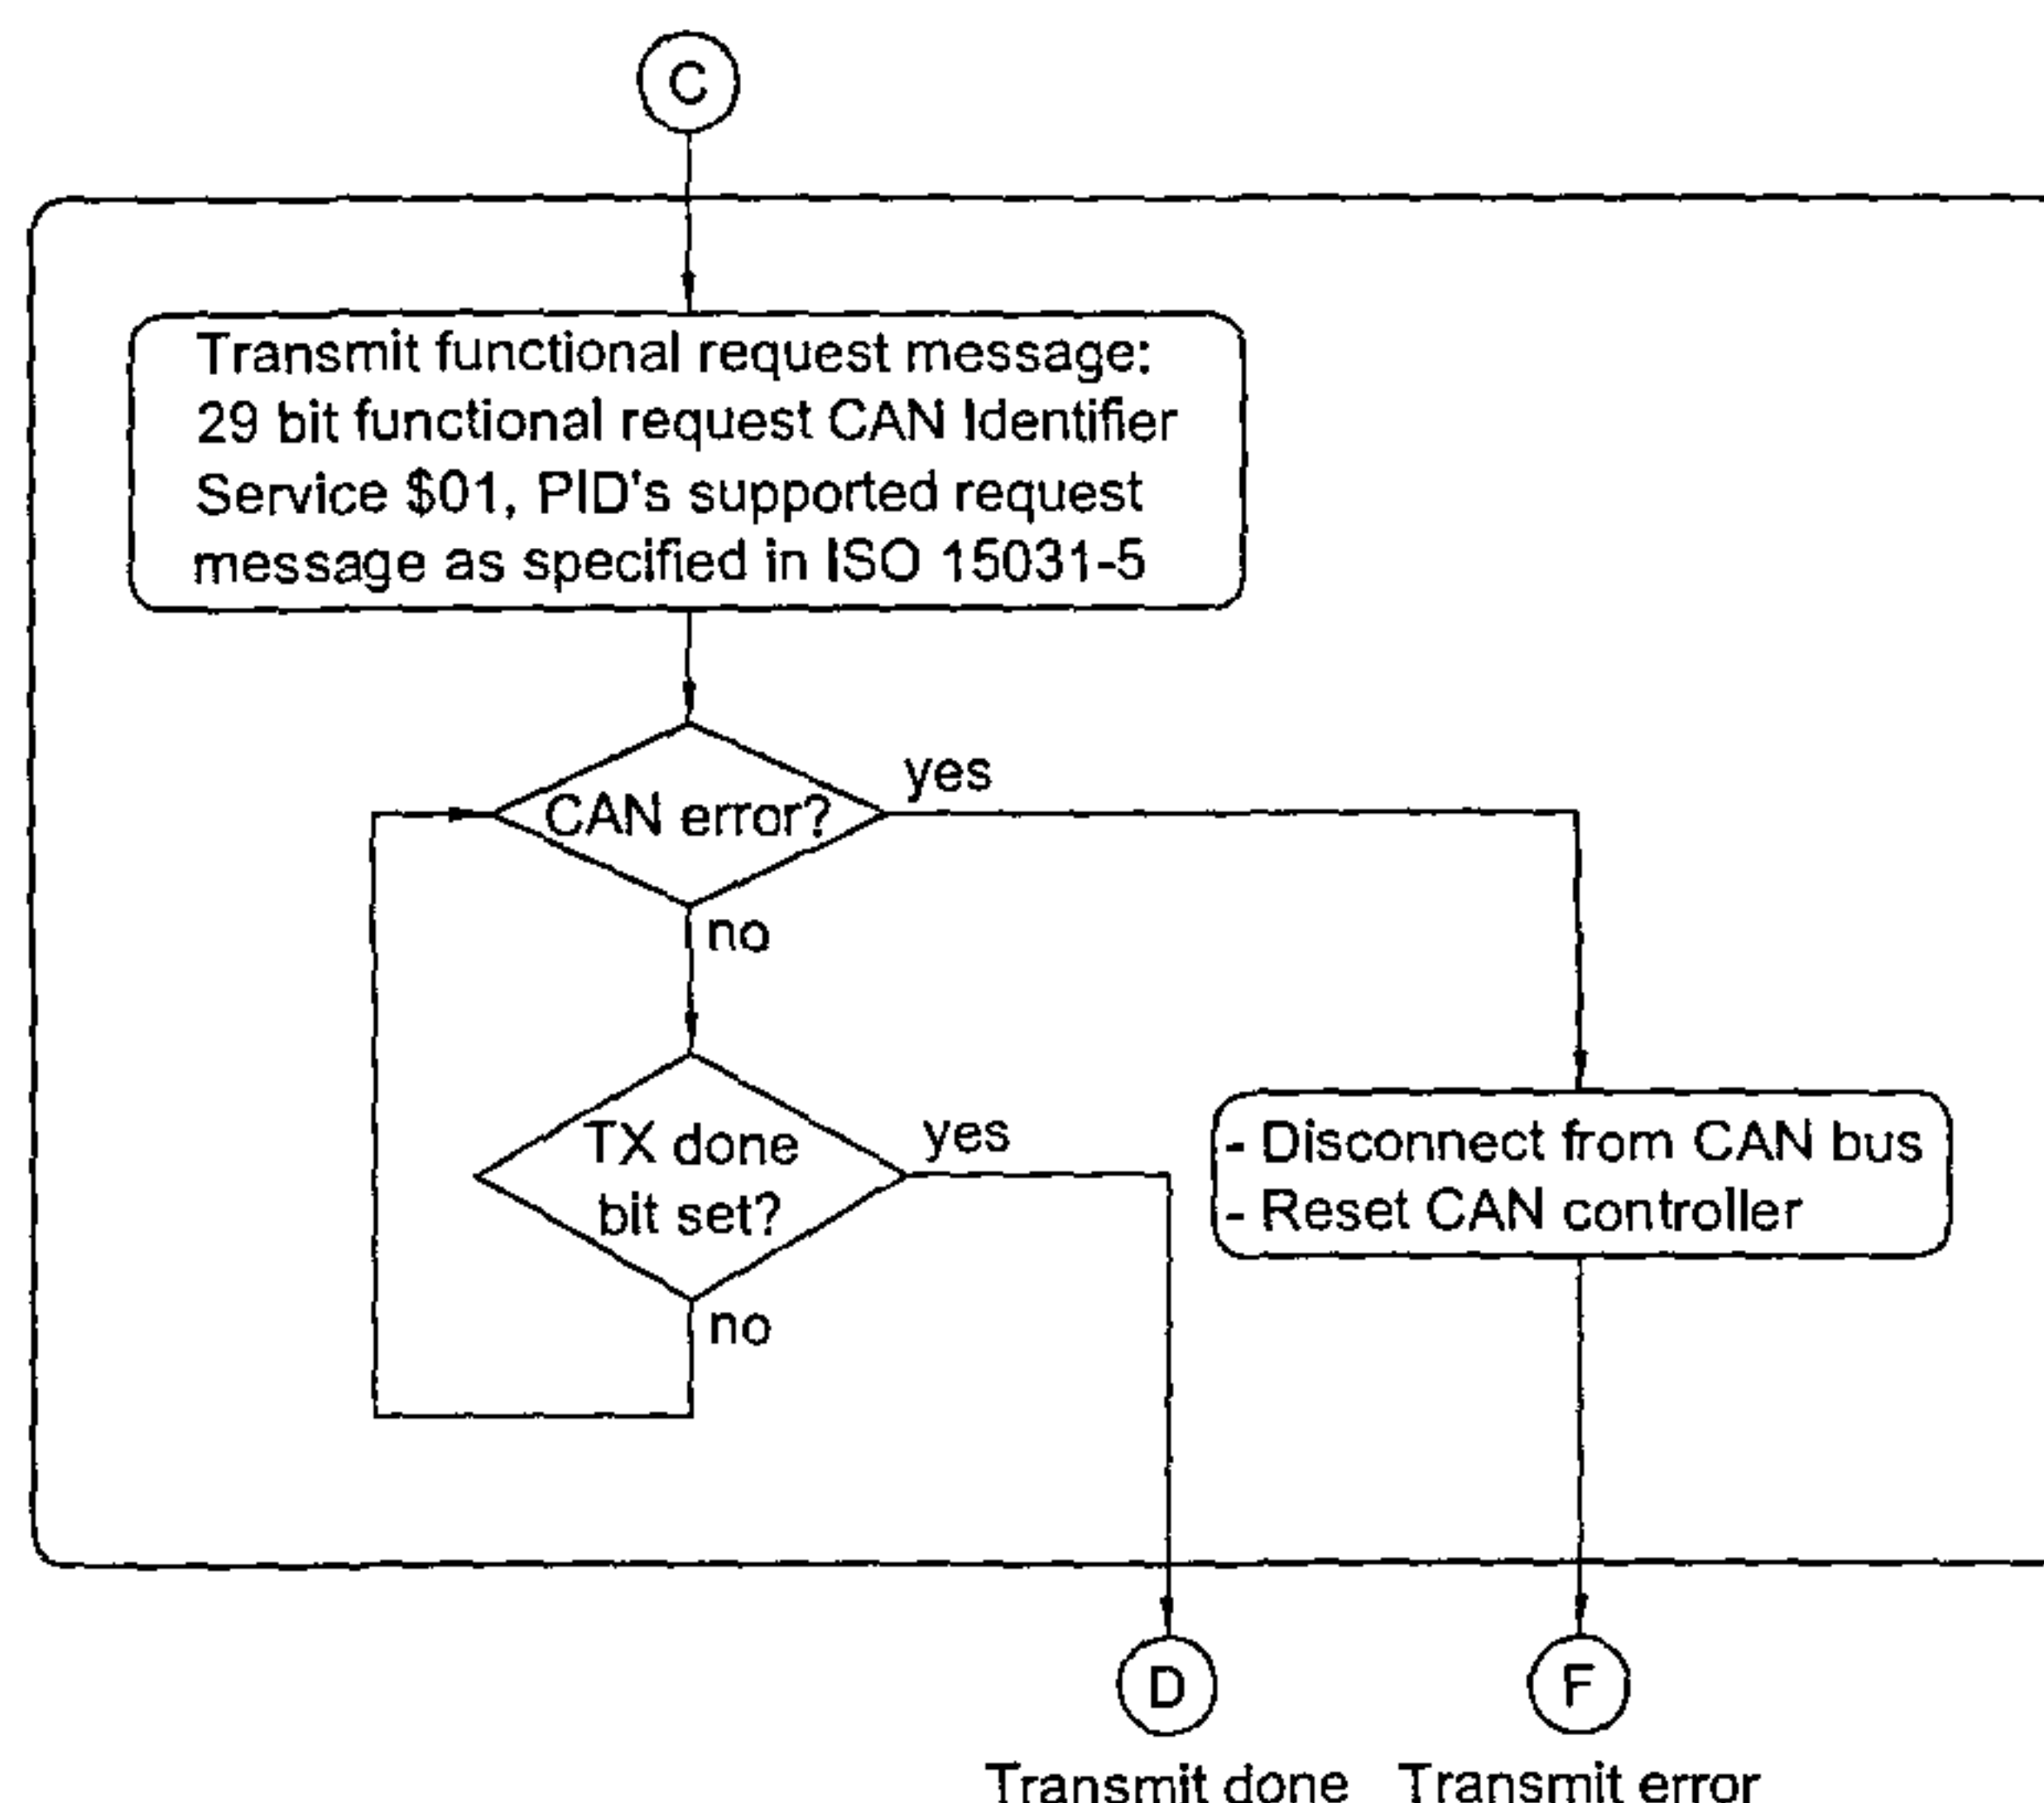 C
Transmit functional request message:
29 bit functional request CAN Identifier
Service $01, PID's supported request
message as specified in ISO 15031-5
CAN error?
yes
no
TX done
bit set?
yes
no
- Disconnect from CAN bus
- Reset CAN controller
D
F
Transmit done
Transmit error